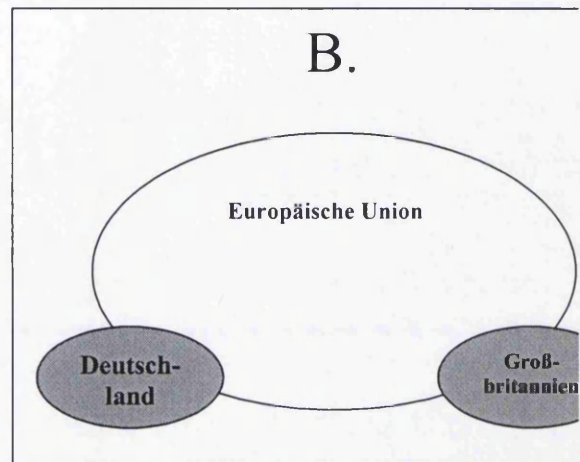 B.
Europäische Union
Deutsch-
land
Groß-
britannien